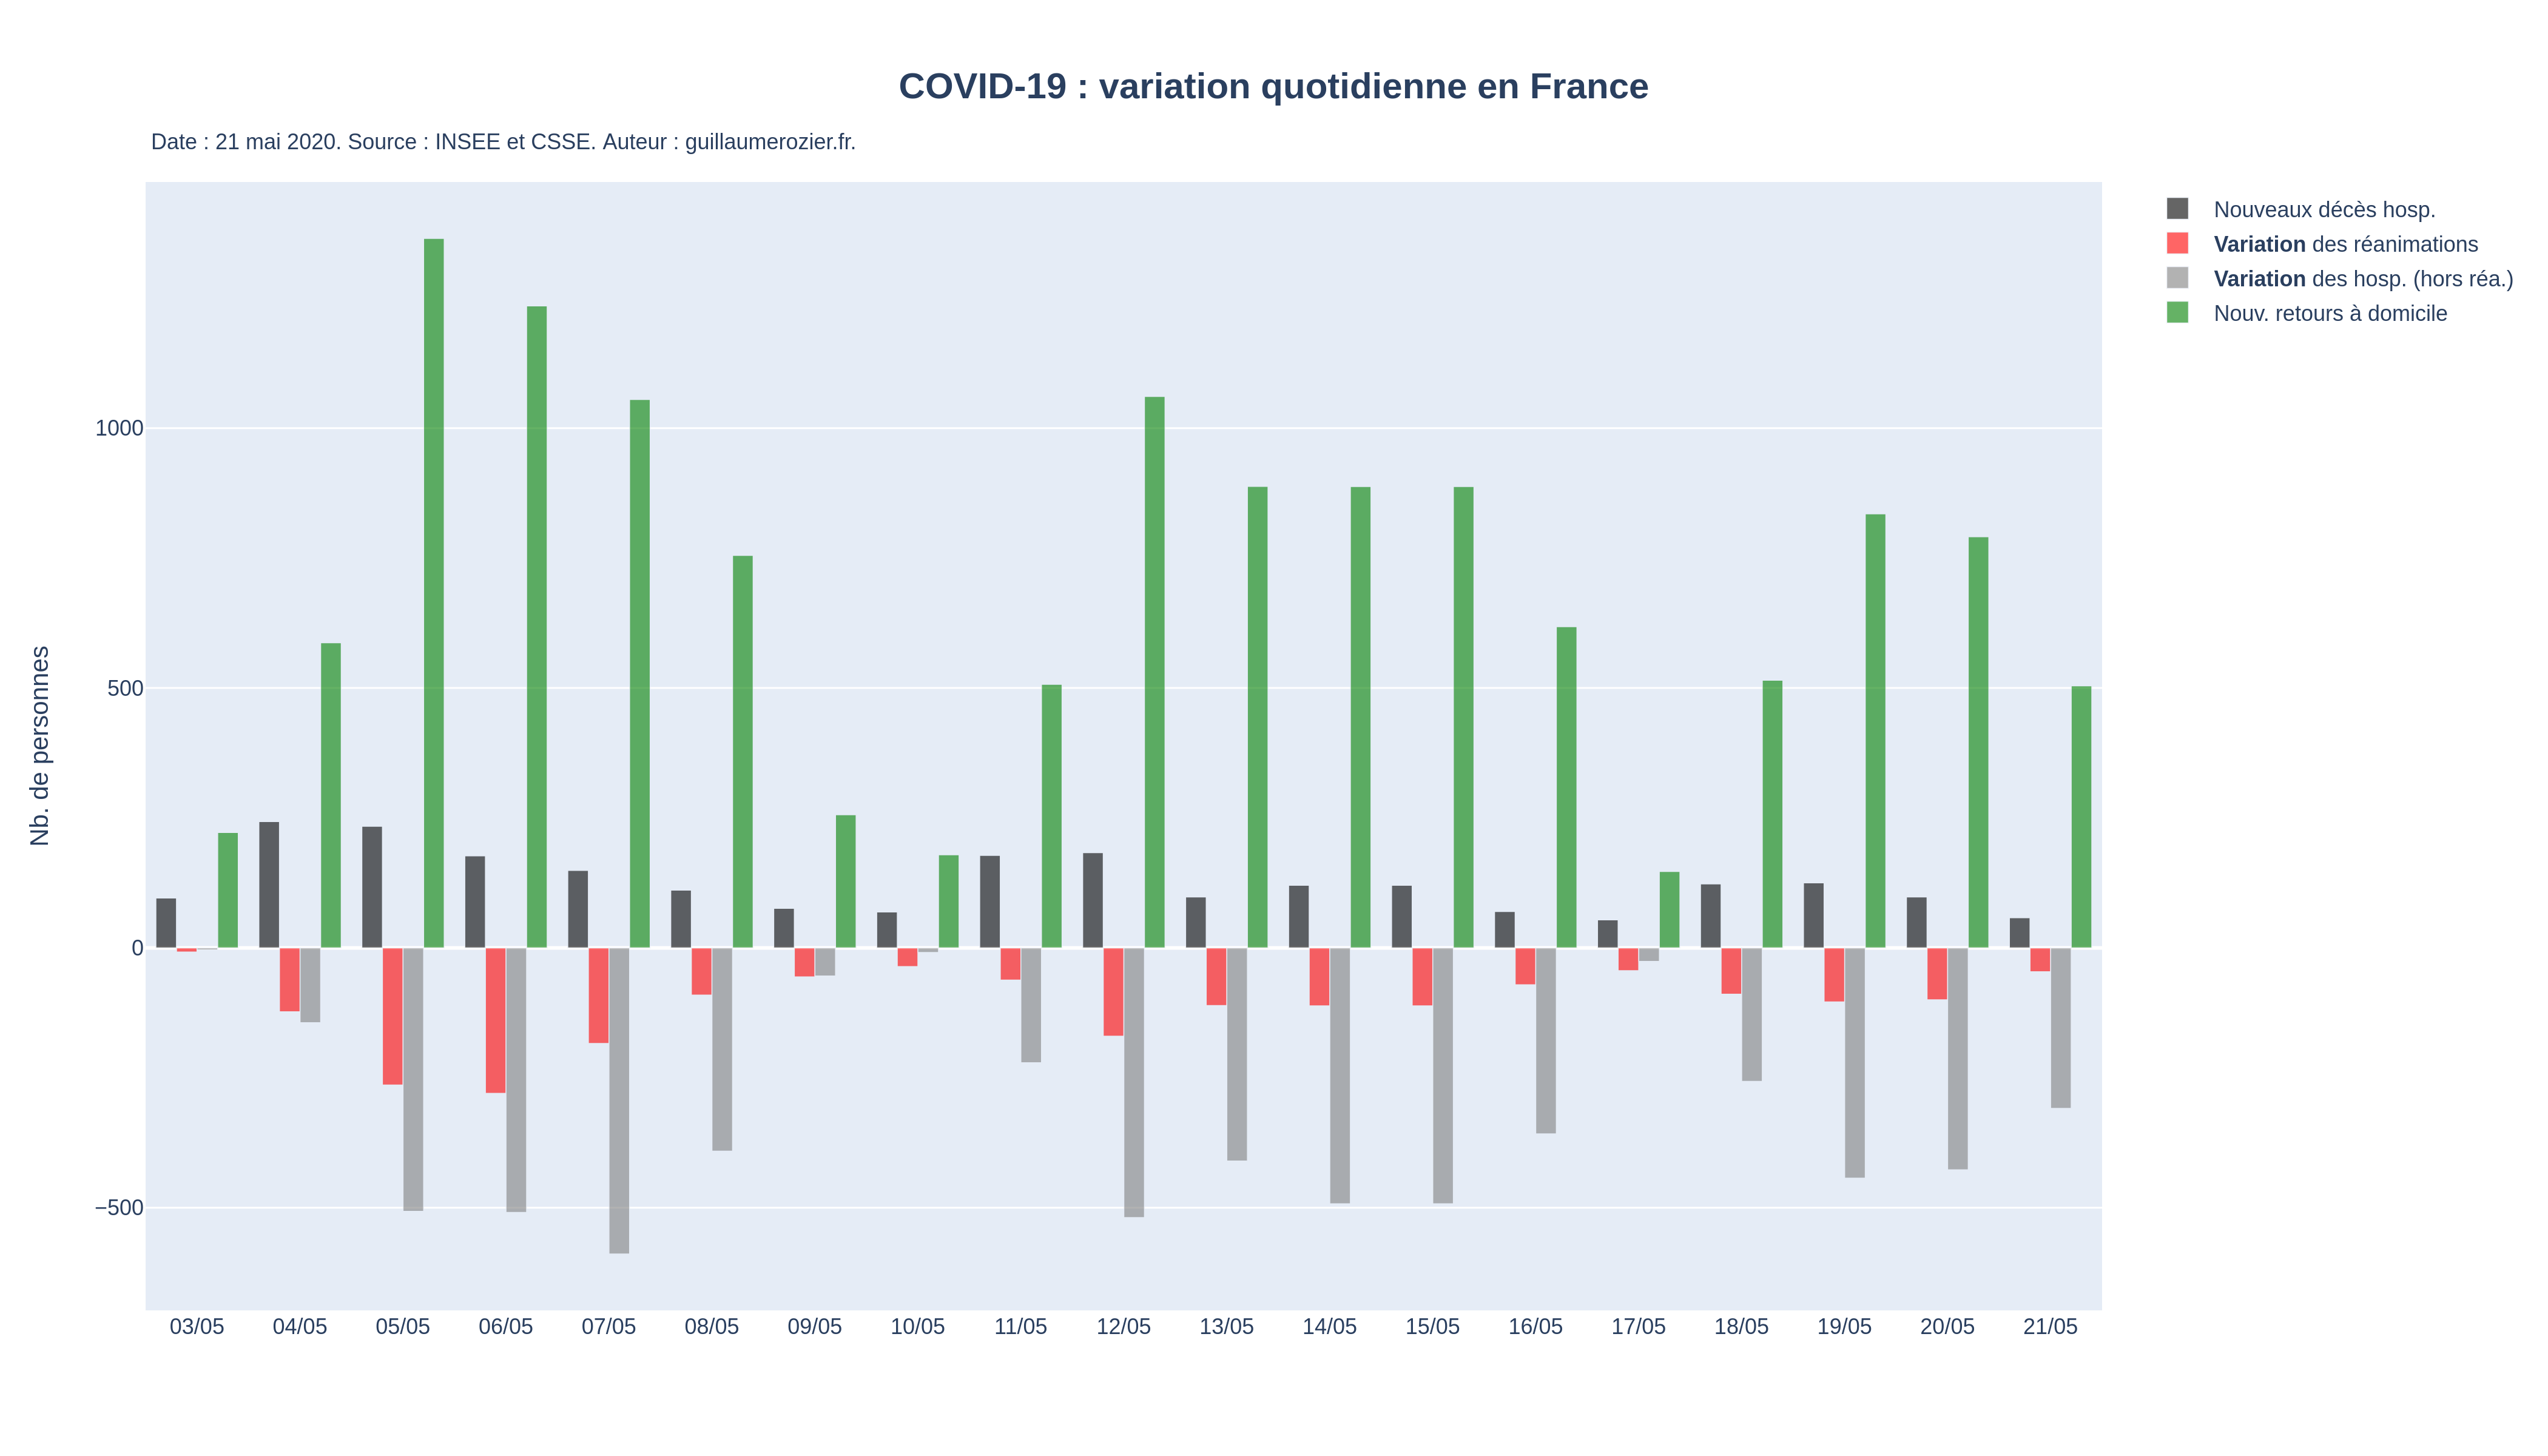 COVID-19 : variation quotidienne en France
Date : 21 mai 2020. Source : INSEE et CSSE. Auteur : guillaumerozier.fr.
Nouveaux décès hosp.
Variation des réanimations
Variation des hosp. (hors réa.)
Nouv. retours à domicile
Nb. de personnes
1000
500
0
−500
03/05 04/05 05/05 06/05 07/05 08/05 09/05 10/05 11/05 12/05 13/05 14/05 15/05 16/05 17/05 18/05 19/05 20/05 21/05